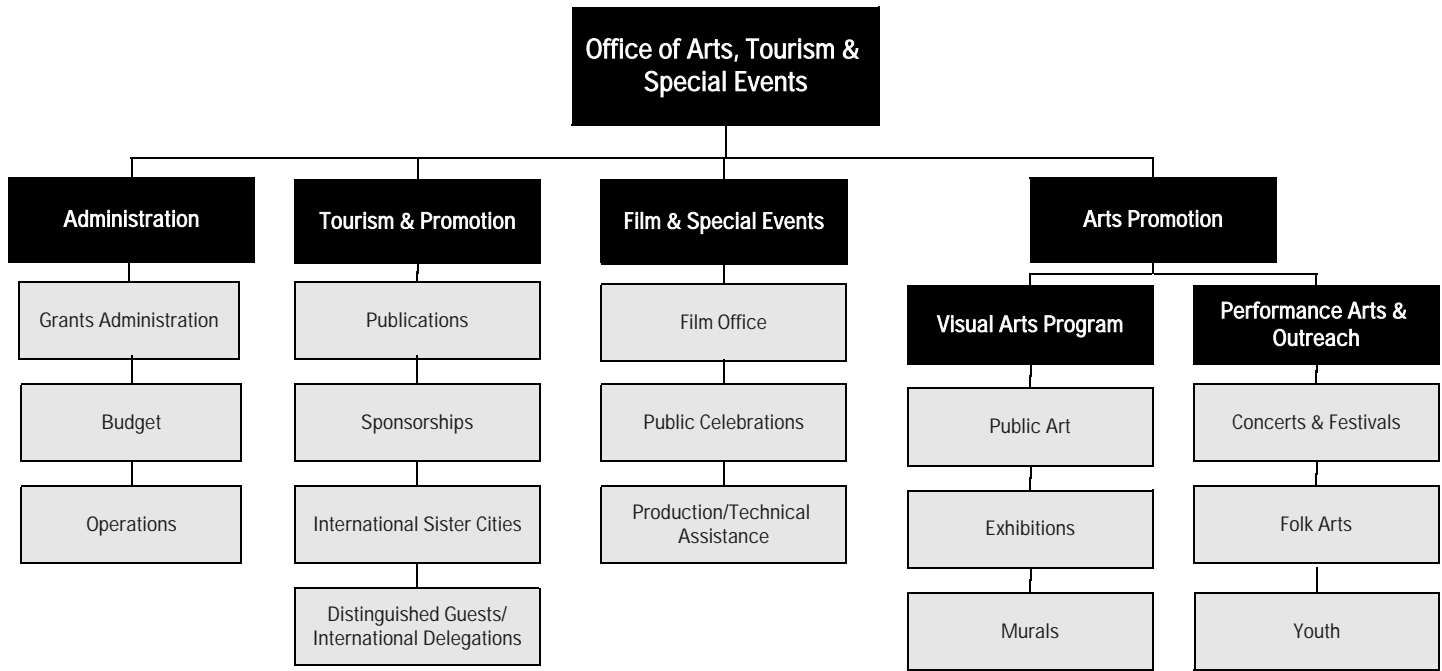 Office of Arts, Tourism &
Special Events
Administration
Tourism & Promotion
Film & Special Events
Arts Promotion
Grants Administration
Budget
Operations
Publications
Sponsorships
International Sister Cities
Distinguished Guests/
International Delegations
Film Office
Public Celebrations
Production/Technical
Assistance
Visual Arts Program
Public Art
Exhibitions
Murals
Performance Arts &
Outreach
Concerts & Festivals
Folk Arts
Youth